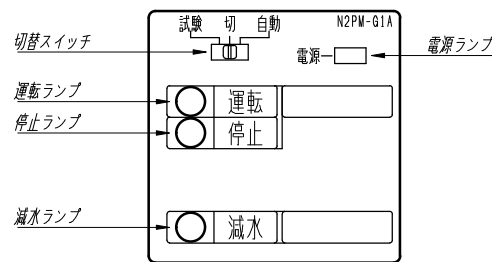 試験 切 自動 N2PM-G1A
切替スイッチ
電源
電源ランプ
運転ランプ
運転
停止ランプ
停止
減水ランプ
減水